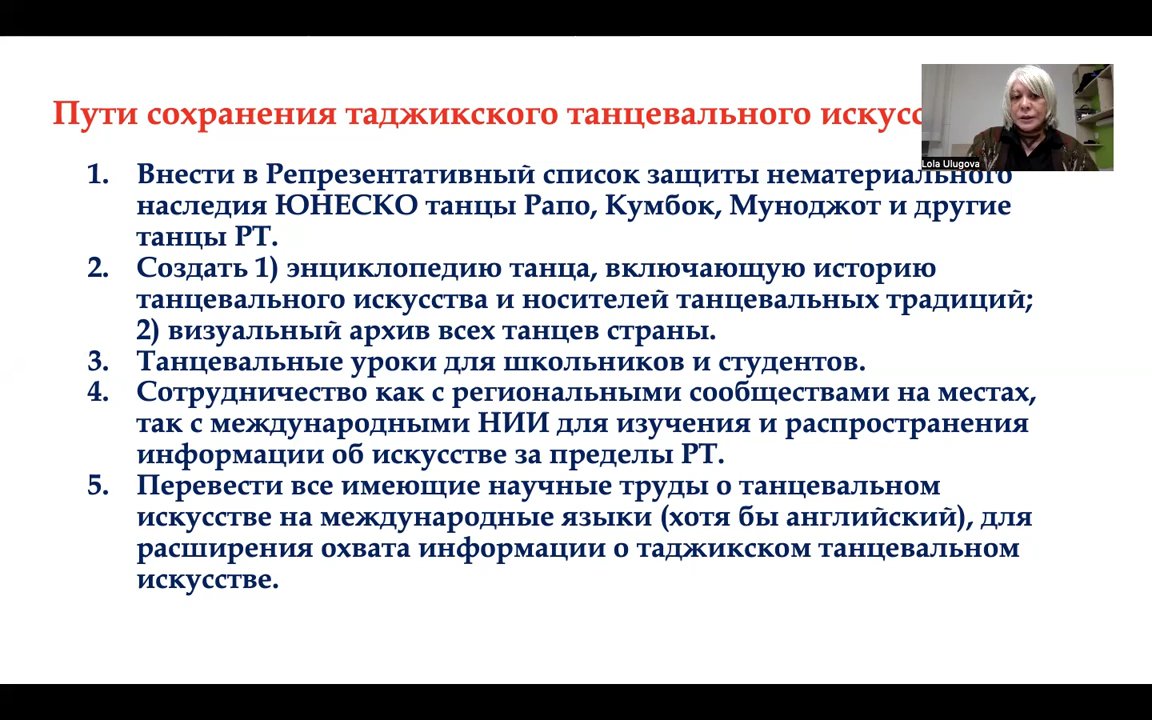 Пути сохранения таджикского танцевального
Lola Ulugova
1. Внести в Репрезентативный список защиты нематериального
наследия ЮНЕСКО танцы Рапо, Кумбок, Муноджот и другие
танцы РТ.
2. Создать 1) энциклопедию танца, включающую историю
танцевального искусства и носителей танцевальных традиций;
2) визуальный архив всех танцев страны.
3. Танцевальные уроки для школьников и студентов.
4. Сотрудничество как с региональными сообществами на местах,
так с международными НИИ для изучения и распространения
информации об искусстве за пределы РТ.
5. Перевести все имеющие научные труды о танцевальном
искусстве на международные языки (хотя бы английский), для
расширения охвата информации о таджикском танцевальном
искусстве.